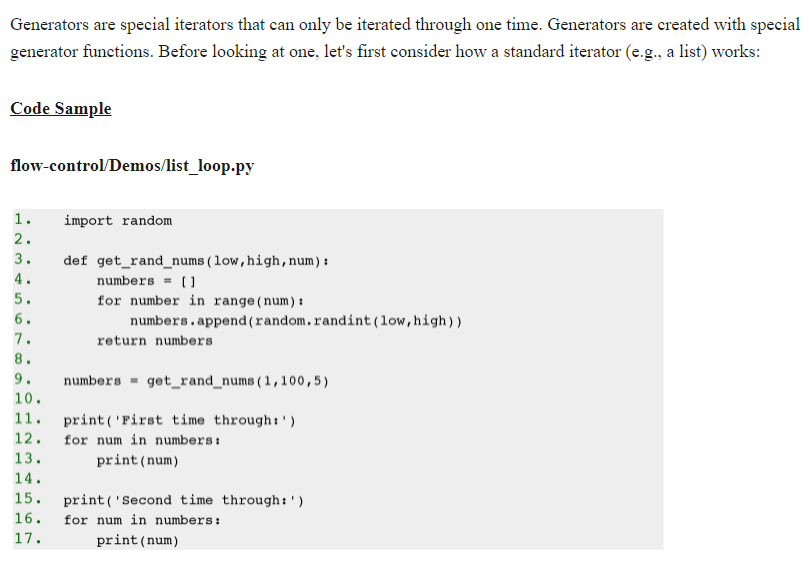 Generators are special iterators that can only be iterated through one time. Generators are created with special
generator functions. Before looking at one, let's first consider how a standard iterator (e.g., a list) works:
Code Sample
flow-control/Demos/list_loop.py
1. import random
2.
3. def get_rand_nums(low,high,num):
4.     numbers = []
5.     for number in range(num):
6.         numbers.append(random.randint(low,high))
7.     return numbers
8.
9. numbers = get_rand_nums(1,100,5)
10.
11. print('First time through:')
12. for num in numbers:
13.     print(num)
14.
15. print('Second time through:')
16. for num in numbers:
17.     print(num)